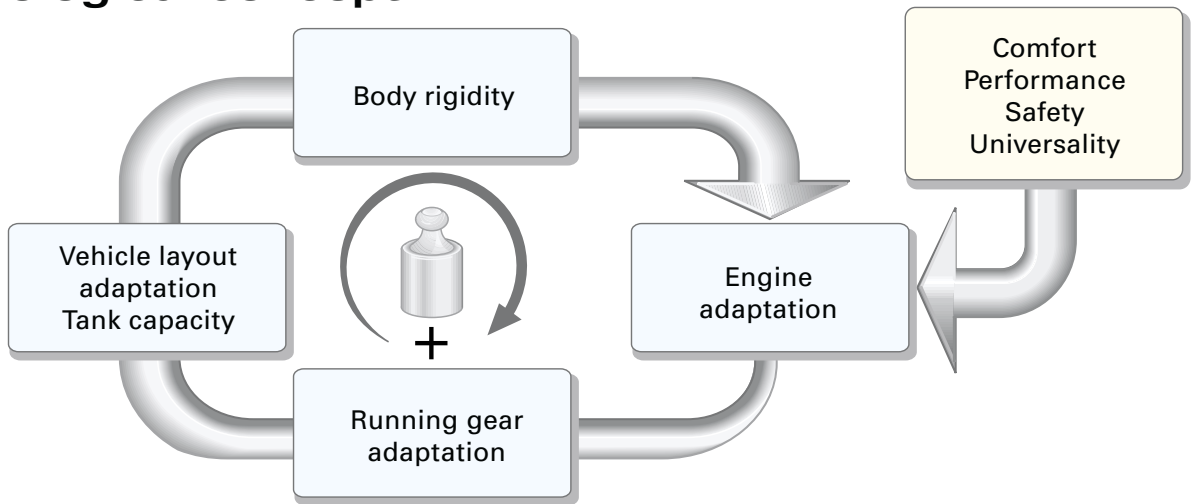 Body rigidity
Comfort
Performance
Safety
Universality
Vehicle layout
adaptation
Tank capacity
Engine
adaptation
+
Running gear
adaptation